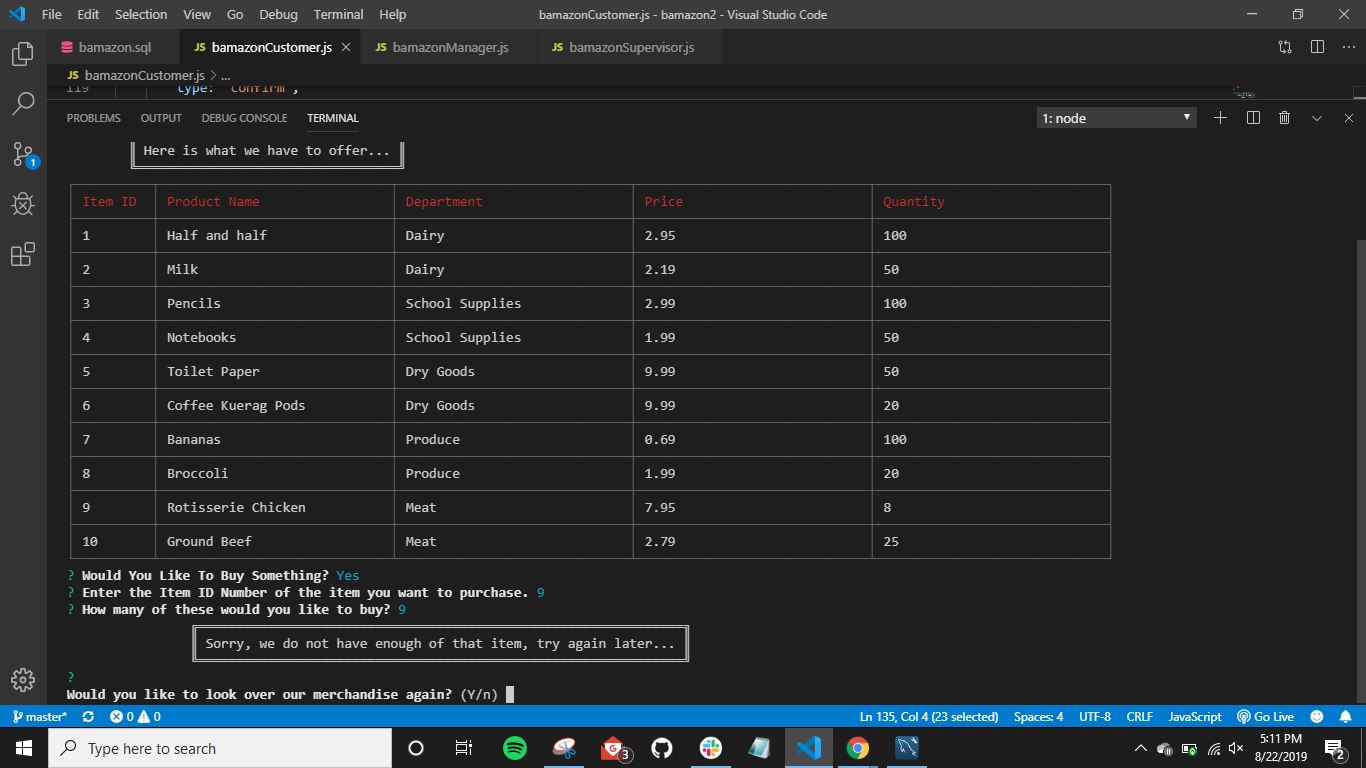 File Edit Selection View Go Debug Terminal Help bamazonCustomer.js - bamazon2 - Visual Studio Code
bamazon.sql JS bamazonCustomer.js JS bamazonManager.js JS bamazonSupervisor.js
JS bamazonCustomer.js > ...
119 type: "confirm",
PROBLEMS OUTPUT DEBUG CONSOLE TERMINAL 1: node
Here is what we have to offer...
Item ID Product Name Department Price Quantity
1 Half and half Dairy 2.95 100
2 Milk Dairy 2.19 50
3 Pencils School Supplies 2.99 100
4 Notebooks School Supplies 1.99 50
5 Toilet Paper Dry Goods 9.99 50
6 Coffee Kuerag Pods Dry Goods 9.99 20
7 Bananas Produce 0.69 100
8 Broccoli Produce 1.99 20
9 Rotisserie Chicken Meat 7.95 8
10 Ground Beef Meat 2.79 25
? Would You Like To Buy Something? Yes
? Enter the Item ID Number of the item you want to purchase. 9
? How many of these would you like to buy? 9
Sorry, we do not have enough of that item, try again later...
?
Would you like to look over our merchandise again? (Y/n)
1
master* 0 0 Ln 135, Col 4 (23 selected) Spaces: 4 UTF-8 CRLF JavaScript Go Live
Type here to search 3 5:11 PM
8/22/2019 2